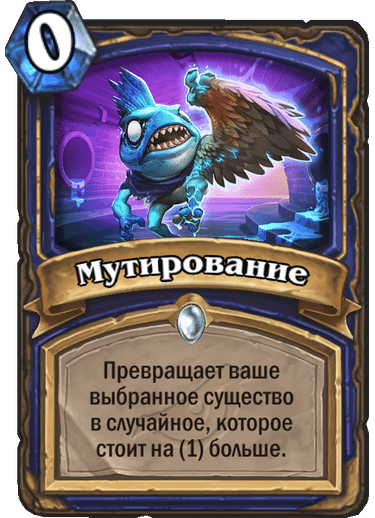 0
Мутирование
Превращает ваше
выбранное существо
в случайное, которое
стоит на (1) больше.